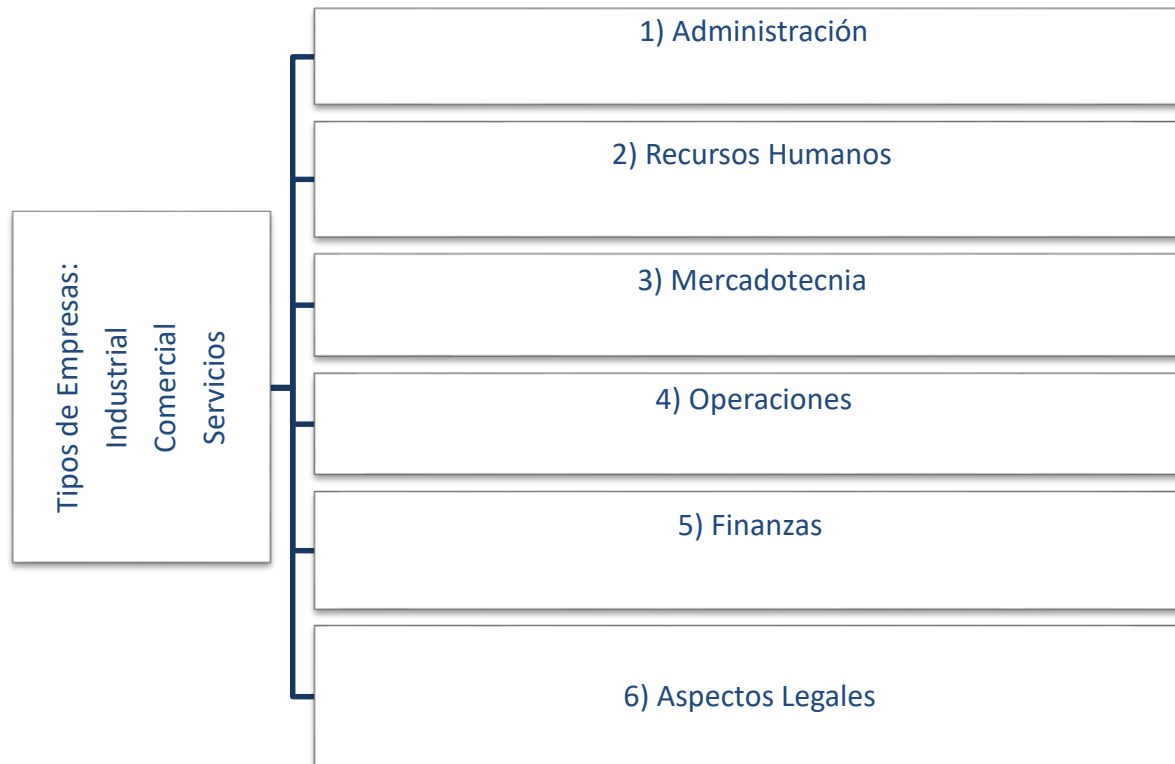 Tipos de Empresas:
Industrial
Comercial
Servicios
1) Administración
2) Recursos Humanos
3) Mercadotecnia
4) Operaciones
5) Finanzas
6) Aspectos Legales